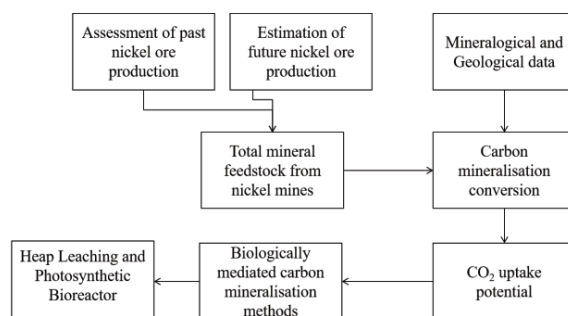 Assessment of past
nickel ore
production
Estimation of
future nickel ore
production
Mineralogical and
Geological data
Total mineral
feedstock from
nickel mines
Carbon
mineralisation
conversion
Heap Leaching and
Photosynthetic
Bioreactor
Biologically
mediated carbon
mineralisation
methods
CO₂ uptake
potential